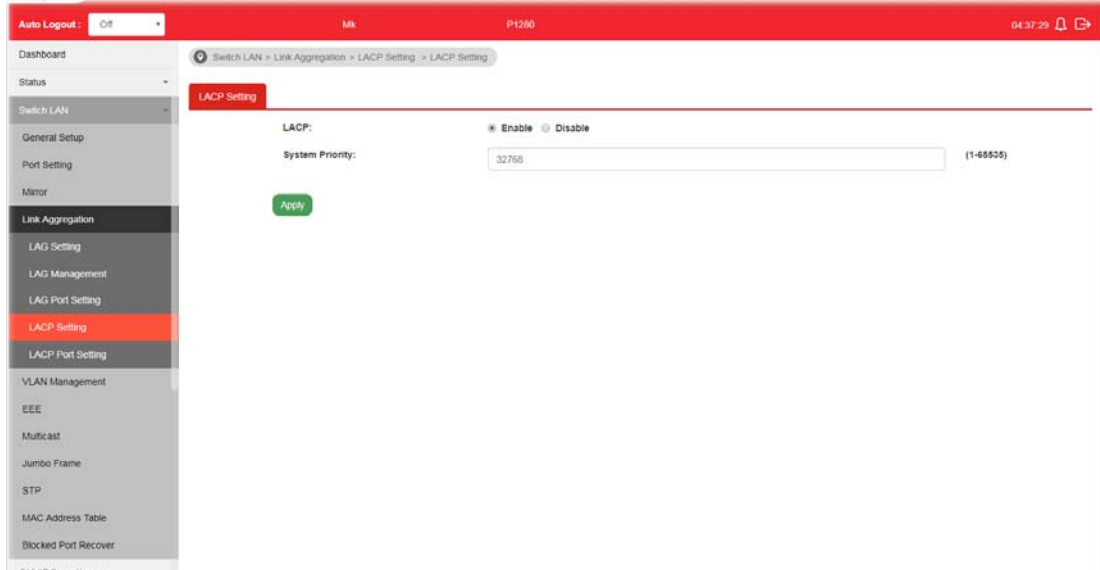 Auto Logout : Off Mk P1280 04:37:29
Dashboard
Switch LAN > Link Aggregation > LACP Setting > LACP Setting
Status
LACP Setting
Switch LAN
General Setup
Port Setting
Mirror
Link Aggregation
LAG Setting
LAG Management
LAG Port Setting
LACP Setting
LACP Port Setting
VLAN Management
EEE
Multicast
Jumbo Frame
STP
MAC Address Table
Blocked Port Recover
LACP: Enable Disable
System Priority: 32768 (1-65535)
Apply